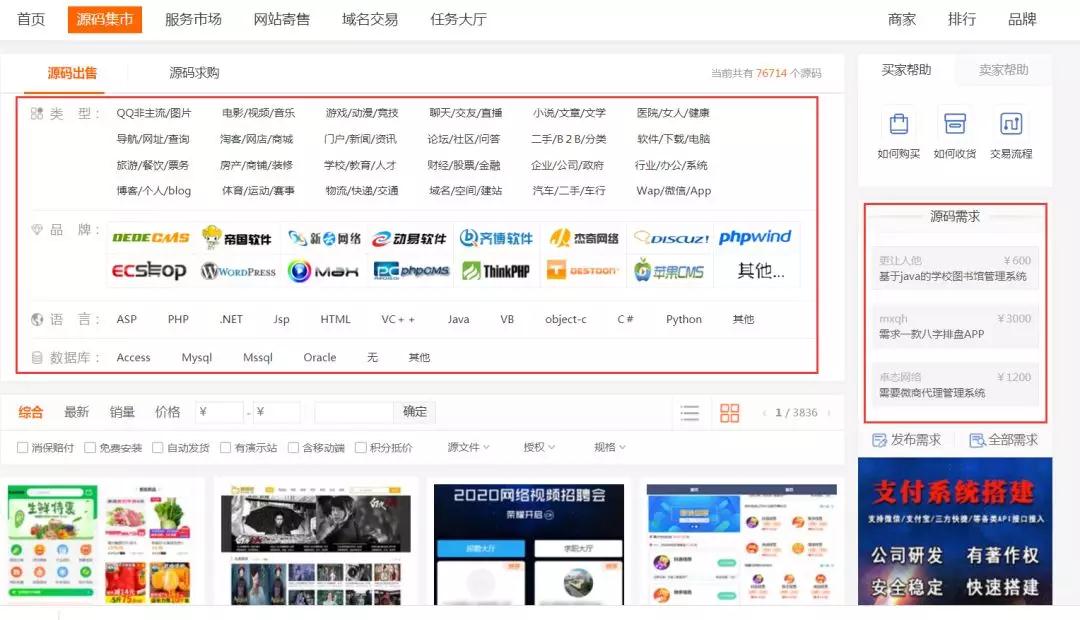 首页 源码集市 服务市场 网站寄售 域名交易 任务大厅 商家 排行 品牌
源码出售 源码求购 当前共有 76714 个源码
买家帮助 卖家帮助
类 型： QQ非主流/图片 电影/视频/音乐 游戏/动漫/竞技 聊天/交友/直播 小说/文章/文学 医院/女人/健康
导航/网址/查询 淘客/网店/商城 门户/新闻/资讯 论坛/社区/问答 二手/B2B/分类 软件/下载/电脑
旅游/餐饮/票务 房产/商铺/装修 学校/教育/人才 财经/股票/金融 企业/公司/政府 行业/办公/系统
博客/个人/blog 体育/运动/赛事 物流/快递/交通 域名/空间/建站 汽车/二手/车行 Wap/微信/App
如何购买 如何收货 交易流程
品 牌： DEDECMS 帝国软件 新云网络 动易软件 齐博软件 杰奇网络 DISCUZ! phpwind
ECSHOP WORDPRESS MAX PC phpCMS ThinkPHP DESTOON 苹果CMS 其他...
语 言： ASP PHP .NET Jsp HTML VC++ Java VB object-c C# Python 其他
数据库： Access Mysql Mssql Oracle 无 其他
源码需求
更让人他 ¥600
基于java的学校图书馆管理系统
mxqh ¥3000
需求一款八字排盘APP
卓态网络 ¥1200
需要微商代理管理系统
发布需求 全部需求
综合 最新 销量 价格 ¥ - ¥ 确定 1 / 3836
消保赔付 免费安装 自动发货 有演示站 含移动端 积分抵价 源文件 授权 规格
生鲜特惠
2020网络视频招聘会
荣耀开启
招聘大厅 求职大厅
支付系统搭建
支持微信/支付宝/三方快捷/等各类API接口接入
公司研发 有著作权
安全稳定 快速搭建